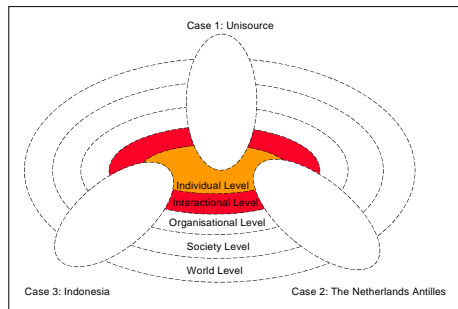 Case 1: Unisource
Individual Level
Interactional Level
Organisational Level
Society Level
World Level
Case 3: Indonesia
Case 2: The Netherlands Antilles